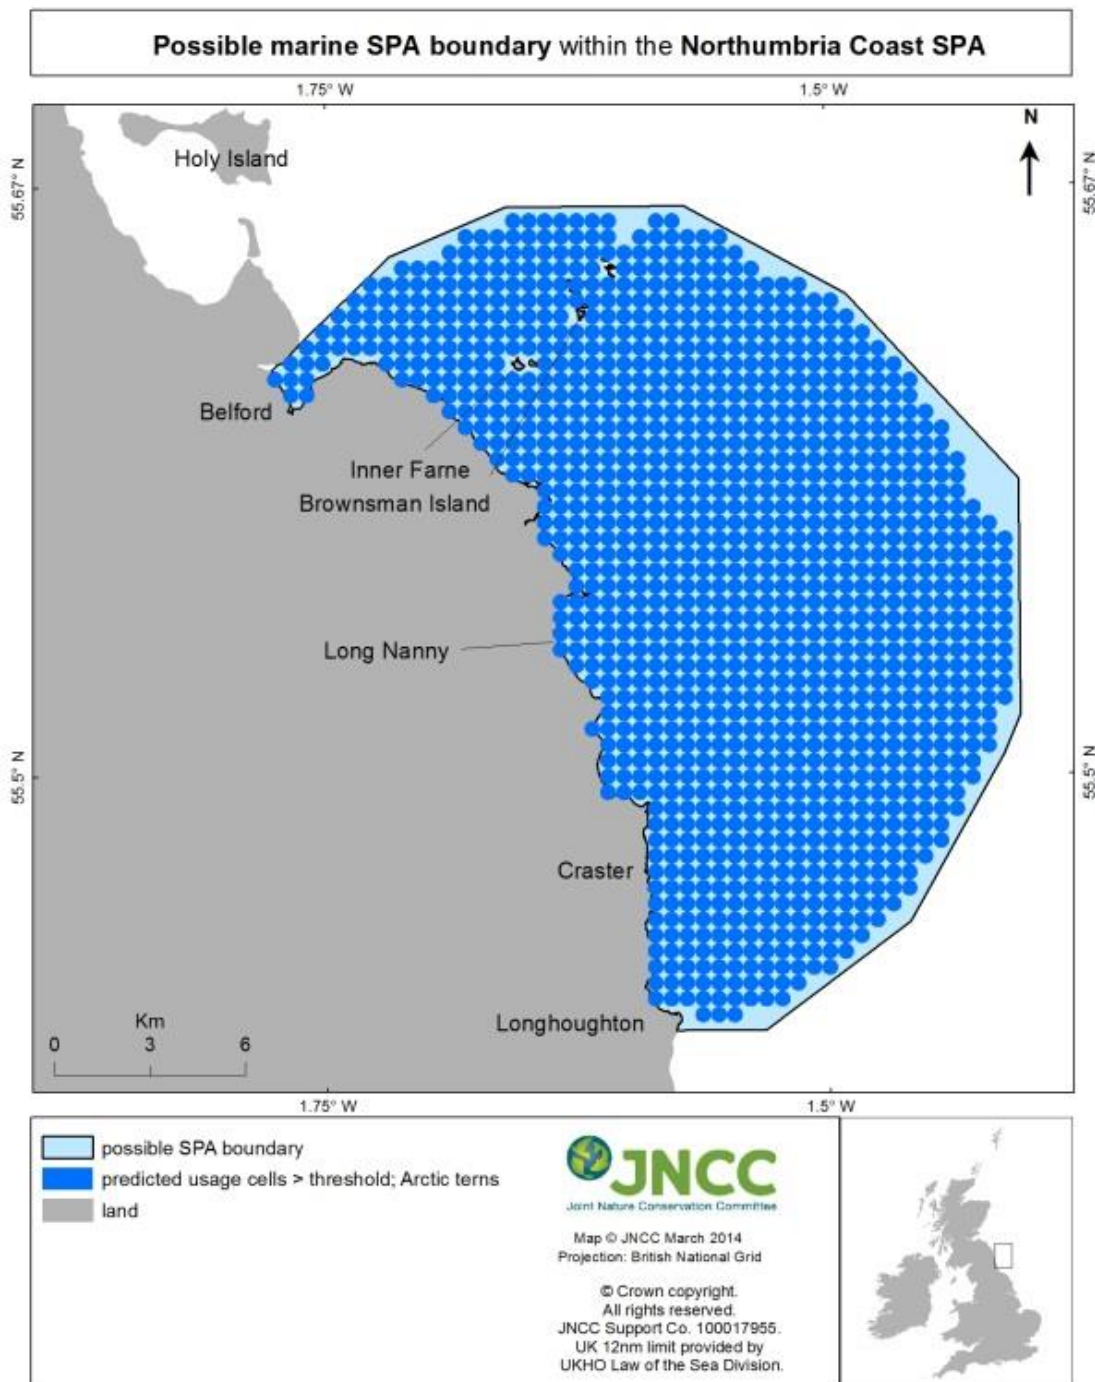 Possible marine SPA boundary within the Northumbria Coast SPA
1.75° W
1.5° W
N
Holy Island
55.67° N
55.67° N
Belford
Inner Farne
Brownsman Island
Long Nanny
55.5° N
55.5° N
Craster
Km
0 3 6
Longhoughton
1.75° W
1.5° W
possible SPA boundary
predicted usage cells > threshold; Arctic terns
land
JNCC
Joint Nature Conservation Committee
Map © JNCC March 2014
Projection: British National Grid
© Crown copyright.
All rights reserved.
JNCC Support Co. 100017955.
UK 12nm limit provided by
UKHO Law of the Sea Division.